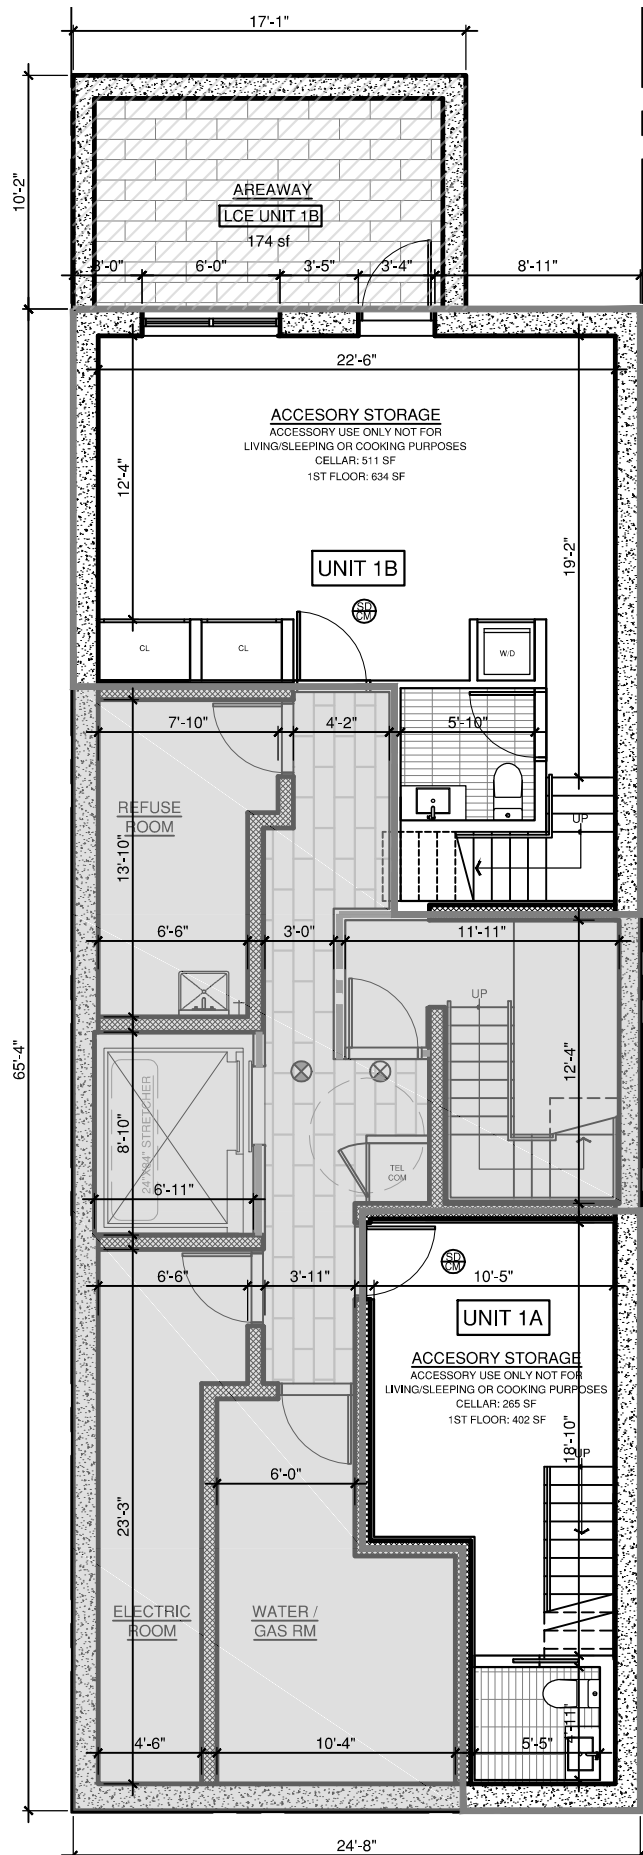 17'-1"
10'-2"
AREAWAY
LCE UNIT 1B
174 sf
3'-0"
6'-0"
3'-5"
3'-4"
8'-11"
22'-6"
ACCESORY STORAGE
ACCESSORY USE ONLY NOT FOR
LIVING/SLEEPING OR COOKING PURPOSES
CELLAR: 511 SF
1ST FLOOR: 634 SF
12'-4"
19'-2"
UNIT 1B
SD
CM
CL
CL
W/D
7'-10"
4'-2"
5'-10"
REFUSE
ROOM
13'-10"
UP
6'-6"
3'-0"
11'-11"
UP
12'-4"
65'-4"
8'-10"
24"X84" STRETCHER
6'-11"
TEL
COM
6'-6"
3'-11"
SD
CM
10'-5"
UNIT 1A
ACCESORY STORAGE
ACCESSORY USE ONLY NOT FOR
LIVING/SLEEPING OR COOKING PURPOSES
CELLAR: 265 SF
1ST FLOOR: 402 SF
18'-10"
UP
6'-0"
23'-3"
ELECTRIC
ROOM
WATER /
GAS RM
4'-11"
4'-6"
10'-4"
5'-5"
24'-8"